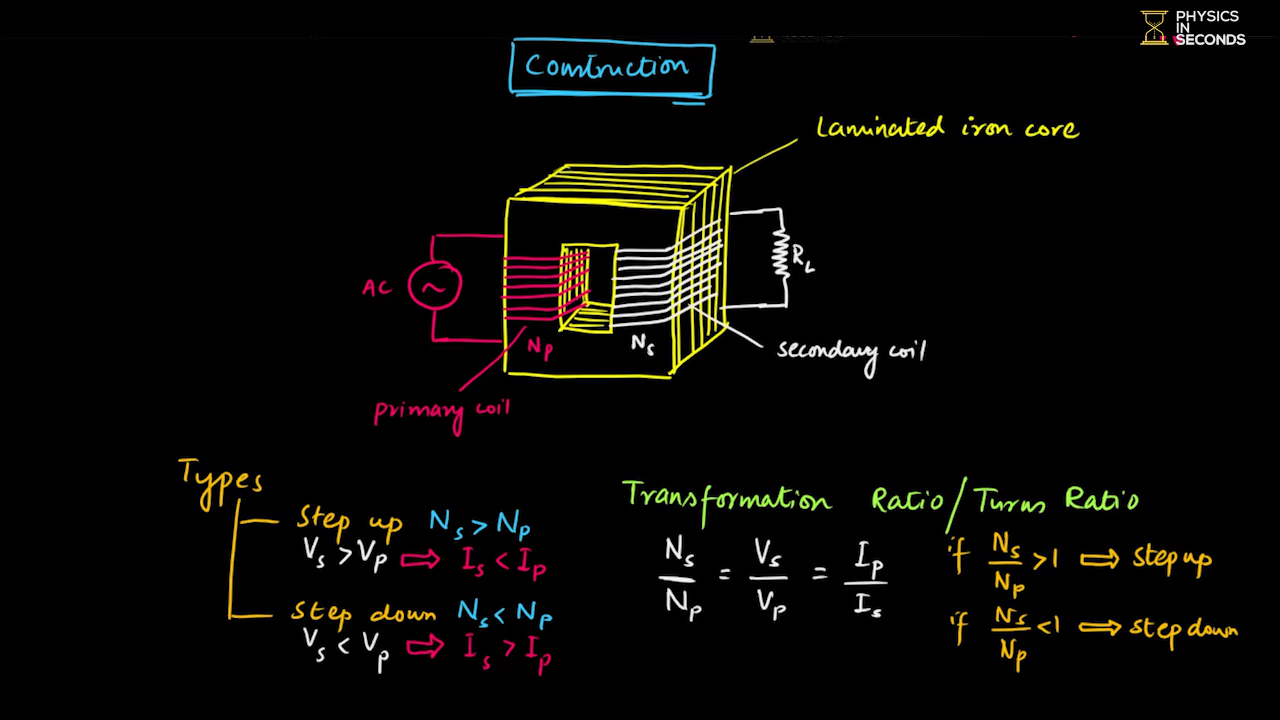 PHYSICS
IN
SECONDS
Construction
Laminated iron core
AC
~
R_L
N_p
N_s
secondary coil
primary coil
Types
Step up N_s > N_p
V_s > V_p ⇒ I_s < I_p
Step down N_s < N_p
V_s < V_p ⇒ I_s > I_p
Transformation Ratio / Turns Ratio
N_s/N_p = V_s/V_p = I_p/I_s
if N_s/N_p > 1 ⇒ step up
if N_s/N_p < 1 ⇒ step down